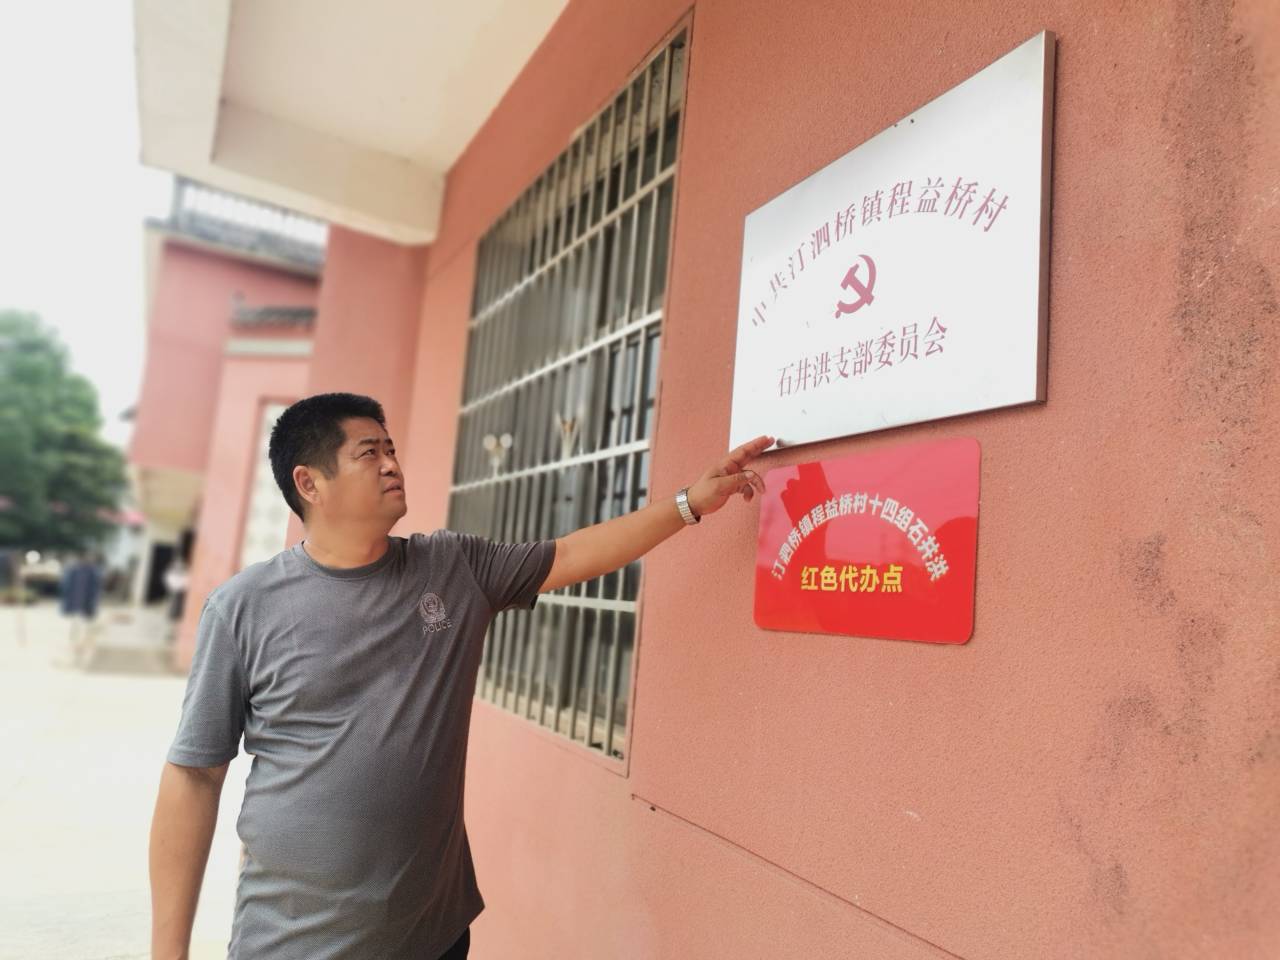 中共汀泗桥镇程益桥村
石井洪支部委员会
汀泗桥镇程益桥村十四组石井洪
红色代办点
POLICE